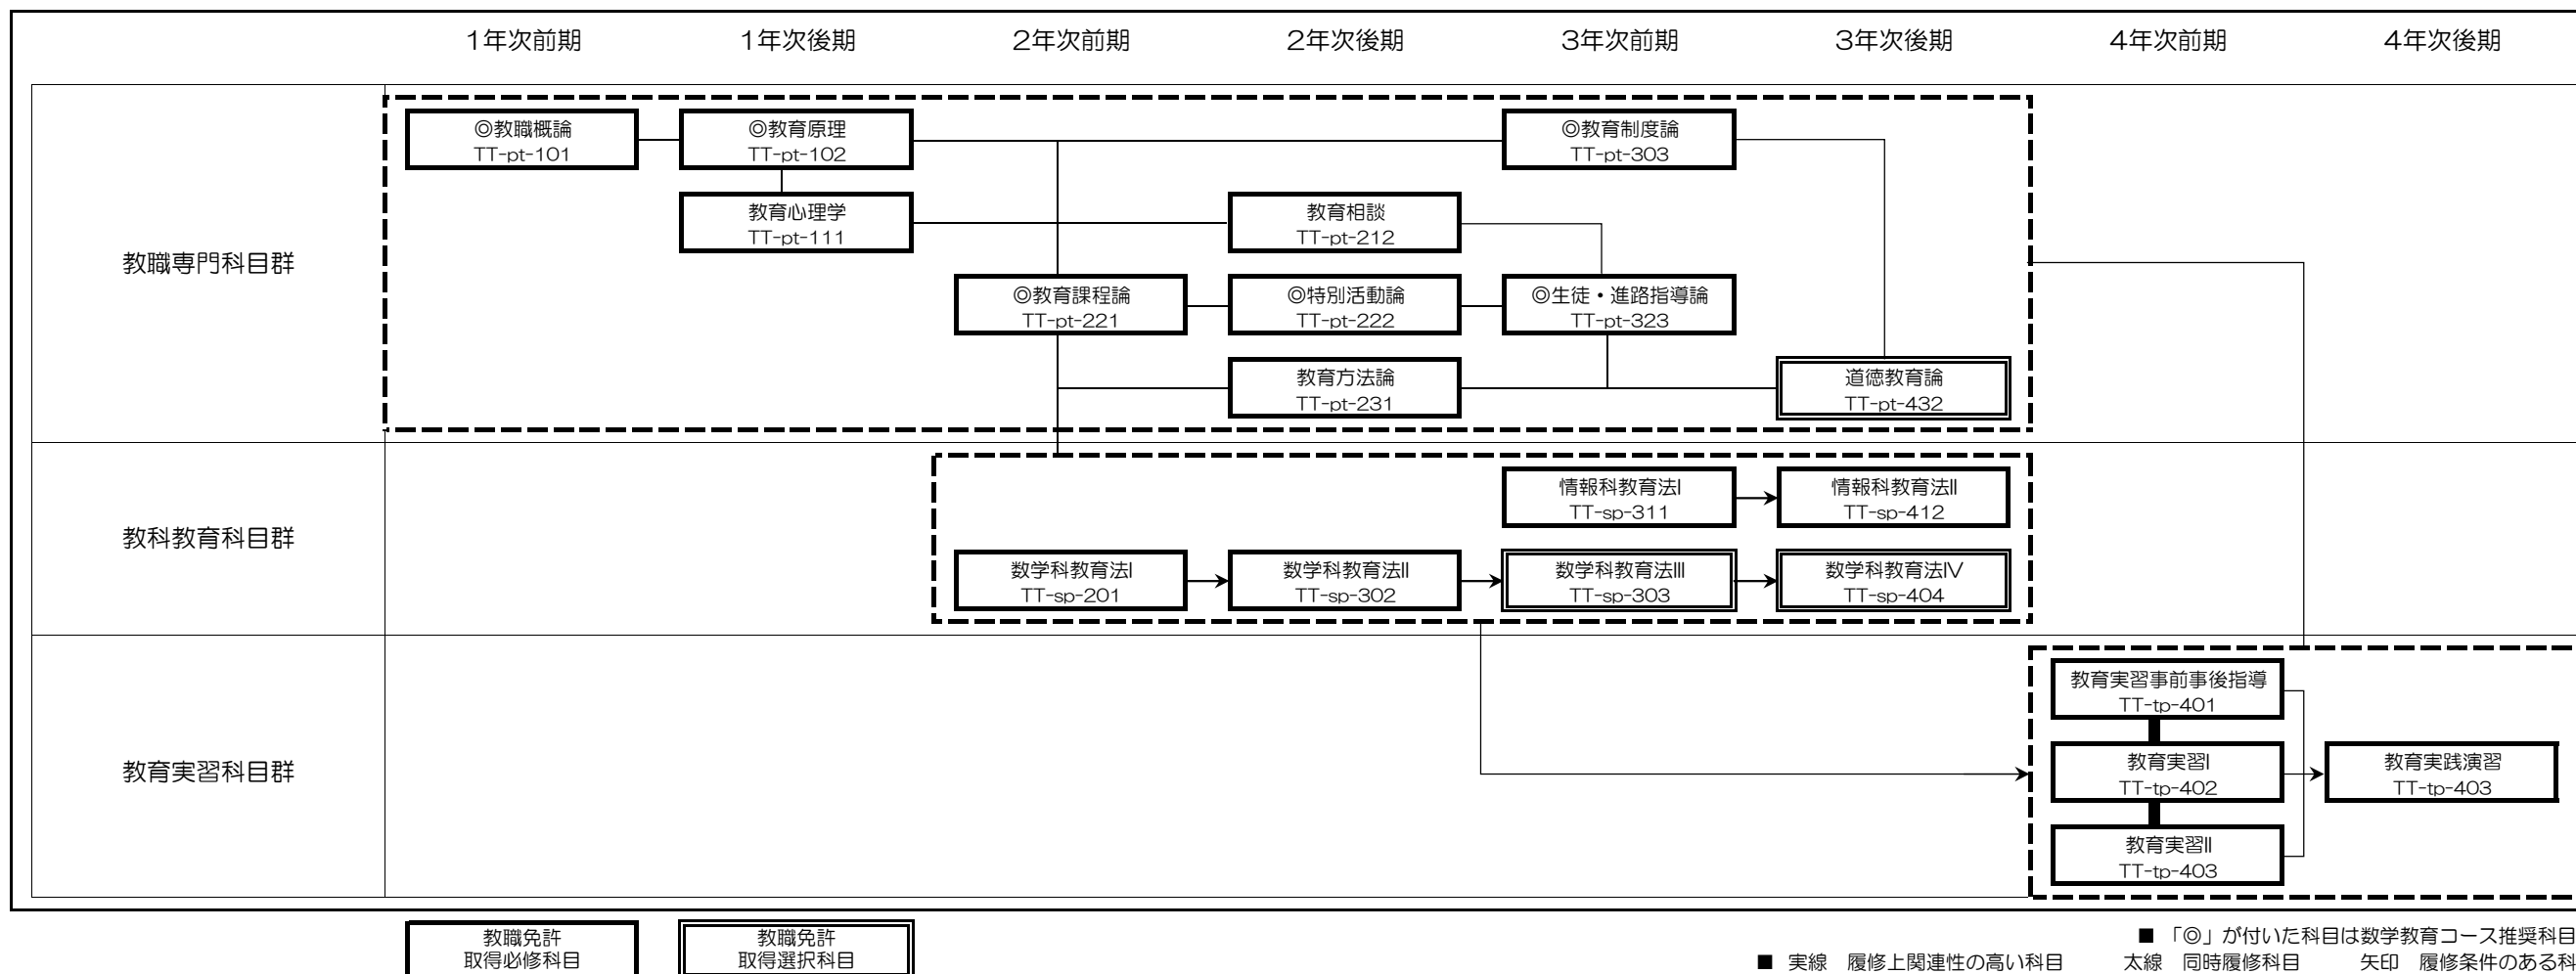 1年次前期
1年次後期
2年次前期
2年次後期
3年次前期
3年次後期
4年次前期
4年次後期
教職専門科目群
◎教職概論
TT-pt-101
◎教育原理
TT-pt-102
◎教育制度論
TT-pt-303
教育心理学
TT-pt-111
教育相談
TT-pt-212
◎教育課程論
TT-pt-221
◎特別活動論
TT-pt-222
◎生徒・進路指導論
TT-pt-323
教育方法論
TT-pt-231
道徳教育論
TT-pt-432
教科教育科目群
情報科教育法Ⅰ
TT-sp-311
情報科教育法Ⅱ
TT-sp-412
数学科教育法Ⅰ
TT-sp-201
数学科教育法Ⅱ
TT-sp-302
数学科教育法Ⅲ
TT-sp-303
数学科教育法Ⅳ
TT-sp-404
教育実習科目群
教育実習事前事後指導
TT-tp-401
教育実習Ⅰ
TT-tp-402
教育実習Ⅱ
TT-tp-403
教育実践演習
TT-tp-403
教職免許
取得必修科目
教職免許
取得選択科目
■ 「◎」が付いた科目は数学教育コース推奨科目
■ 実線 履修上関連性の高い科目 太線 同時履修科目 矢印 履修条件のある科